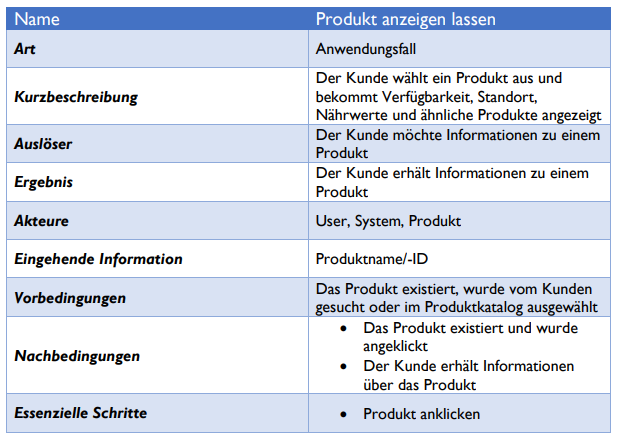 Name
Produkt anzeigen lassen
Art
Anwendungsfall
Kurzbeschreibung
Der Kunde wählt ein Produkt aus und
bekommt Verfügbarkeit, Standort,
Nährwerte und ähnliche Produkte angezeigt
Auslöser
Der Kunde möchte Informationen zu einem
Produkt
Ergebnis
Der Kunde erhält Informationen zu einem
Produkt
Akteure
User, System, Produkt
Eingehende Information
Produktname/-ID
Vorbedingungen
Das Produkt existiert, wurde vom Kunden
gesucht oder im Produktkatalog ausgewählt
Nachbedingungen
• Das Produkt existiert und wurde
angeklickt
• Der Kunde erhält Informationen
über das Produkt
Essenzielle Schritte
• Produkt anklicken